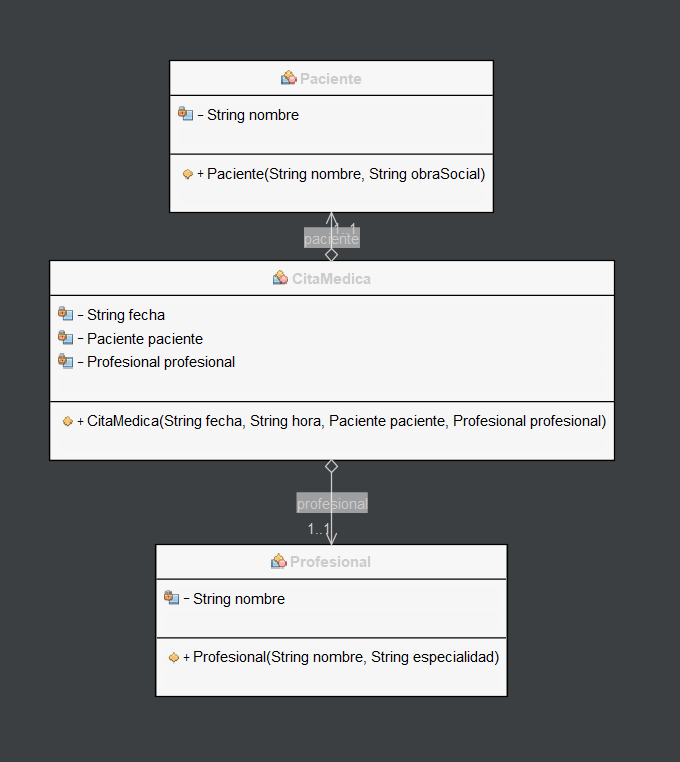 Paciente
- String nombre
+ Paciente(String nombre, String obraSocial)
1..1
paciente
CitaMedica
- String fecha
- Paciente paciente
- Profesional profesional
+ CitaMedica(String fecha, String hora, Paciente paciente, Profesional profesional)
profesional
1..1
Profesional
- String nombre
+ Profesional(String nombre, String especialidad)